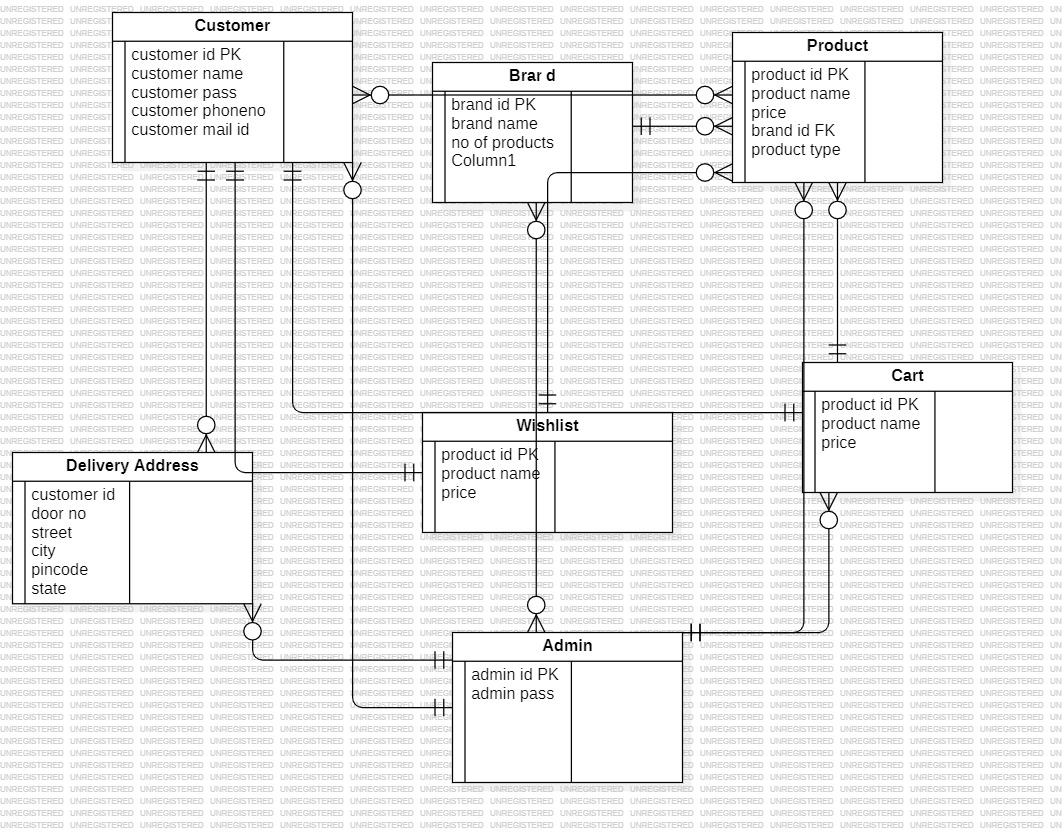 Customer
customer id PK
customer name
customer pass
customer phoneno
customer mail id
Brand
brand id PK
brand name
no of products
Column1
Product
product id PK
product name
price
brand id FK
product type
Cart
product id PK
product name
price
Wishlist
product id PK
product name
price
Delivery Address
customer id
door no
street
city
pincode
state
Admin
admin id PK
admin pass
UNREGISTERED